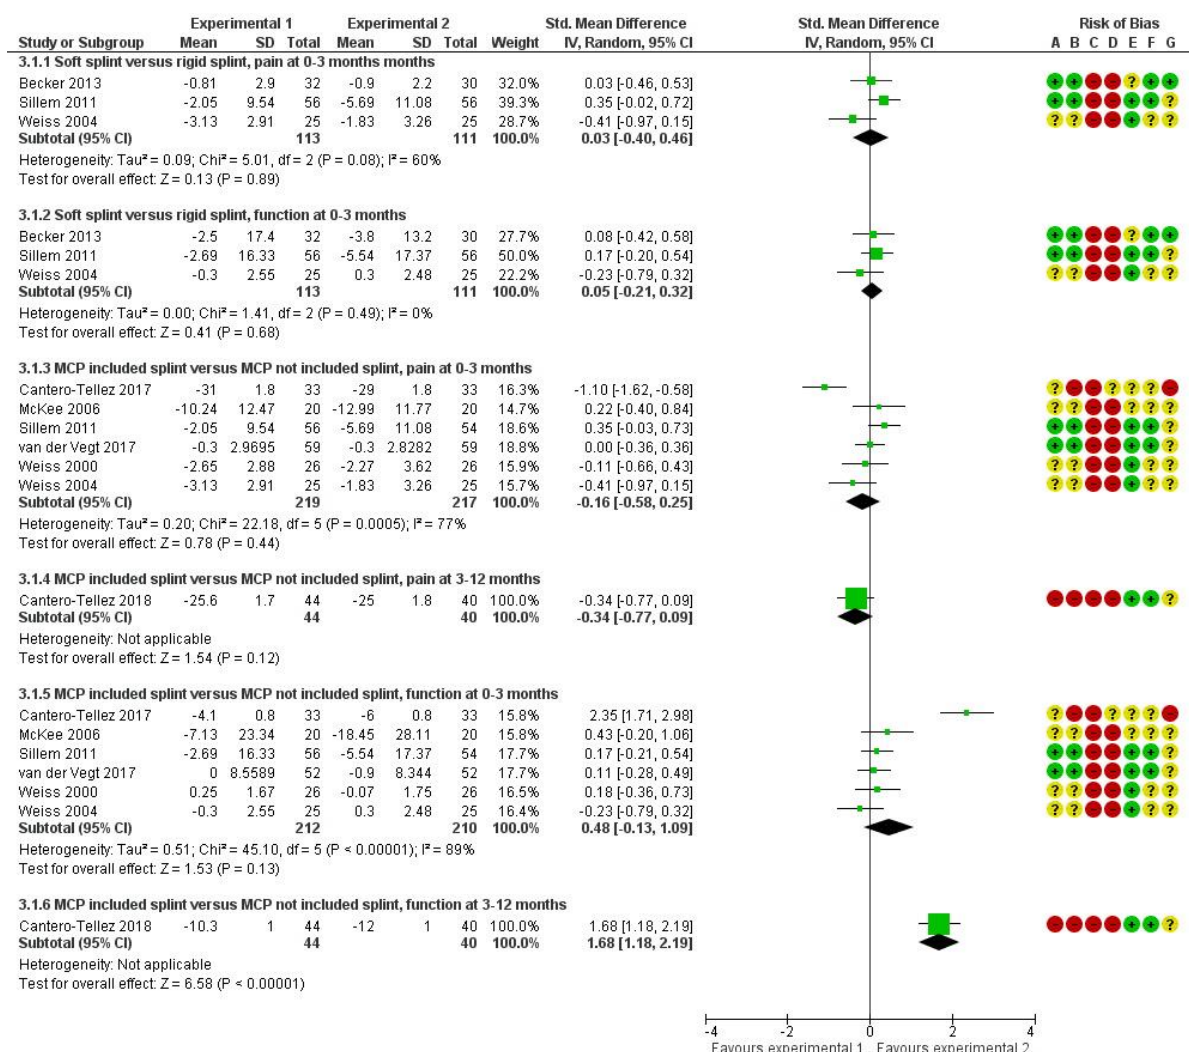 Experimental 1 Experimental 2 Std. Mean Difference Std. Mean Difference Risk of Bias
Study or Subgroup Mean SD Total Mean SD Total Weight IV, Random, 95% CI IV, Random, 95% CI A B C D E F G
3.1.1 Soft splint versus rigid splint, pain at 0-3 months months
Becker 2013 -0.81 2.9 32 -0.9 2.2 30 32.0% 0.03 [-0.46, 0.53] + + - - ? + +
Sillem 2011 -2.05 9.54 56 -5.69 11.08 56 39.3% 0.35 [-0.02, 0.72] + + - - + + ?
Weiss 2004 -3.13 2.91 25 -1.83 3.26 25 28.7% -0.41 [-0.97, 0.15] ? ? - - + ? ?
Subtotal (95% CI) 113 111 100.0% 0.03 [-0.40, 0.46]
Heterogeneity: Tau² = 0.09; Chi² = 5.01, df = 2 (P = 0.08); I² = 60%
Test for overall effect: Z = 0.13 (P = 0.89)
3.1.2 Soft splint versus rigid splint, function at 0-3 months
Becker 2013 -2.5 17.4 32 -3.8 13.2 30 27.7% 0.08 [-0.42, 0.58] + + - - ? + +
Sillem 2011 -2.69 16.33 56 -5.54 17.37 56 50.0% 0.17 [-0.20, 0.54] + + - - + + ?
Weiss 2004 -0.3 2.55 25 0.3 2.48 25 22.2% -0.23 [-0.79, 0.32] ? ? - - + ? ?
Subtotal (95% CI) 113 111 100.0% 0.05 [-0.21, 0.32]
Heterogeneity: Tau² = 0.00; Chi² = 1.41, df = 2 (P = 0.49); I² = 0%
Test for overall effect: Z = 0.41 (P = 0.68)
3.1.3 MCP included splint versus MCP not included splint, pain at 0-3 months
Cantero-Tellez 2017 -31 1.8 33 -29 1.8 33 16.3% -1.10 [-1.62, -0.58] ? - - ? ? ? -
McKee 2006 -10.24 12.47 20 -12.99 11.77 20 14.7% 0.22 [-0.40, 0.84] ? ? - - ? ? ?
Sillem 2011 -2.05 9.54 56 -5.69 11.08 54 18.6% 0.35 [-0.03, 0.73] + + - - + + ?
van der Vegt 2017 -0.3 2.9695 59 -0.3 2.8282 59 18.8% 0.00 [-0.36, 0.36] + + - - + + ?
Weiss 2000 -2.65 2.88 26 -2.27 3.62 26 15.9% -0.11 [-0.66, 0.43] ? ? - - + ? ?
Weiss 2004 -3.13 2.91 25 -1.83 3.26 25 15.7% -0.41 [-0.97, 0.15] ? ? - - + ? ?
Subtotal (95% CI) 219 217 100.0% -0.16 [-0.58, 0.25]
Heterogeneity: Tau² = 0.20; Chi² = 22.18, df = 5 (P = 0.0005); I² = 77%
Test for overall effect: Z = 0.78 (P = 0.44)
3.1.4 MCP included splint versus MCP not included splint, pain at 3-12 months
Cantero-Tellez 2018 -25.6 1.7 44 -25 1.8 40 100.0% -0.34 [-0.77, 0.09] - - - - + + ?
Subtotal (95% CI) 44 40 100.0% -0.34 [-0.77, 0.09]
Heterogeneity: Not applicable
Test for overall effect: Z = 1.54 (P = 0.12)
3.1.5 MCP included splint versus MCP not included splint, function at 0-3 months
Cantero-Tellez 2017 -4.1 0.8 33 -6 0.8 33 15.8% 2.35 [1.71, 2.98] ? - - ? ? ? -
McKee 2006 -7.13 23.34 20 -18.45 28.11 20 15.8% 0.43 [-0.20, 1.06] ? ? - - ? ? ?
Sillem 2011 -2.69 16.33 56 -5.54 17.37 54 17.7% 0.17 [-0.21, 0.54] + + - - + + ?
van der Vegt 2017 0 8.5589 52 -0.9 8.344 52 17.7% 0.11 [-0.28, 0.49] + + - - + + ?
Weiss 2000 0.25 1.67 26 -0.07 1.75 26 16.5% 0.18 [-0.36, 0.73] ? ? - - + ? ?
Weiss 2004 -0.3 2.55 25 0.3 2.48 25 16.4% -0.23 [-0.79, 0.32] ? ? - - + ? ?
Subtotal (95% CI) 212 210 100.0% 0.48 [-0.13, 1.09]
Heterogeneity: Tau² = 0.51; Chi² = 45.10, df = 5 (P < 0.00001); I² = 89%
Test for overall effect: Z = 1.53 (P = 0.13)
3.1.6 MCP included splint versus MCP not included splint, function at 3-12 months
Cantero-Tellez 2018 -10.3 1 44 -12 1 40 100.0% 1.68 [1.18, 2.19] - - - - + + ?
Subtotal (95% CI) 44 40 100.0% 1.68 [1.18, 2.19]
Heterogeneity: Not applicable
Test for overall effect: Z = 6.58 (P < 0.00001)
-4 -2 0 2 4
Favours experimental 1 Favours experimental 2